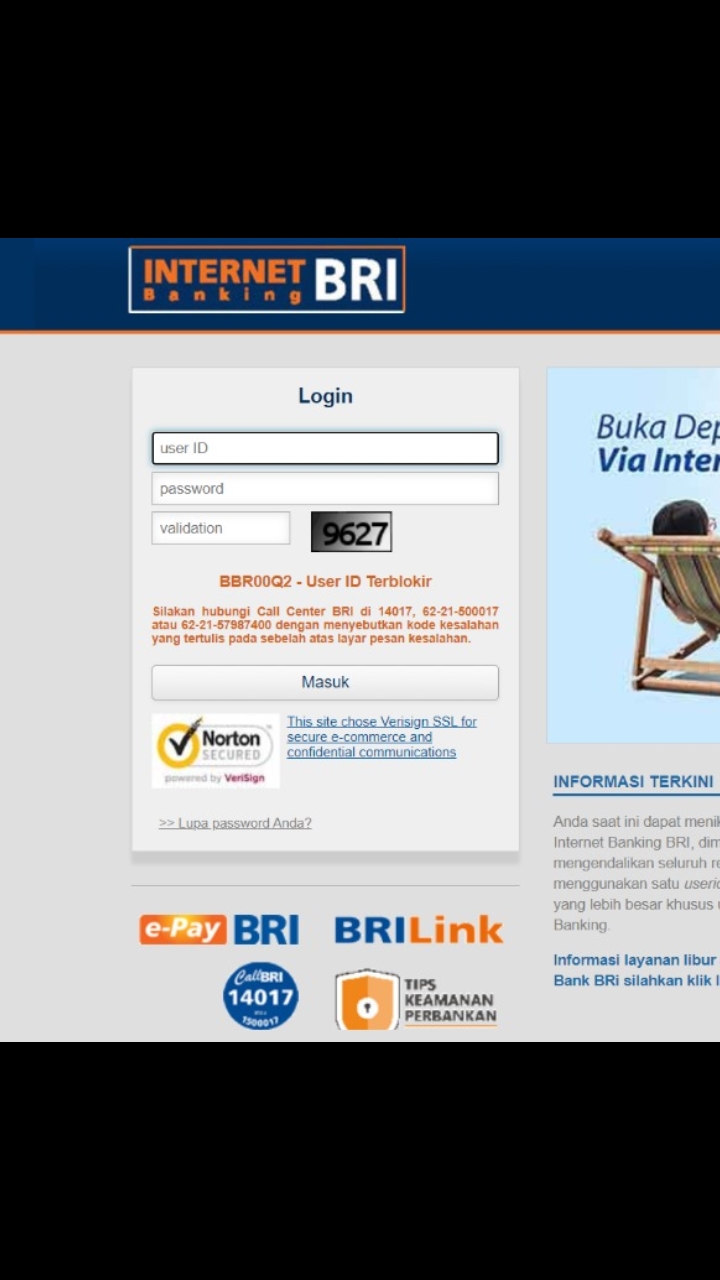 INTERNET
Banking
BRI
Login
user ID
password
validation
9627
BBR00Q2 - User ID Terblokir
Silakan hubungi Call Center BRI di 14017, 62-21-500017
atau 62-21-57987400 dengan menyebutkan kode kesalahan
yang tertulis pada sebelah atas layar pesan kesalahan.
Masuk
Norton
SECURED
powered by VeriSign
This site chose Verisign SSL for
secure e-commerce and
confidential communications
>> Lupa password Anda?
e-Pay BRI
BRILink
CallBRI
14017
1500017
TIPS
KEAMANAN
PERBANKAN
Buka Dep
Via Inter
INFORMASI TERKINI
Anda saat ini dapat menik
Internet Banking BRI, dim
mengendalikan seluruh re
menggunakan satu userid
yang lebih besar khusus u
Banking.
Informasi layanan libur
Bank BRi silahkan klik l